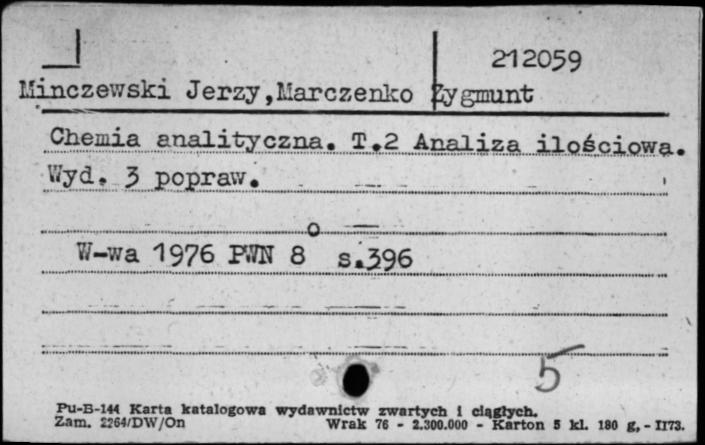 212059
Minczewski Jerzy,Marczenko Zygmunt
Chemia analityczna. T.2 Analiza ilościowa.
Wyd. 3 popraw.
W-wa 1976 PWN 8o s.396
5
Pu-B-144 Karta katalogowa wydawnictw zwartych i ciągłych.
Zam. 2264/DW/On Wrak 76 - 2.300.000 - Karton 5 kl. 180 g, - II73.